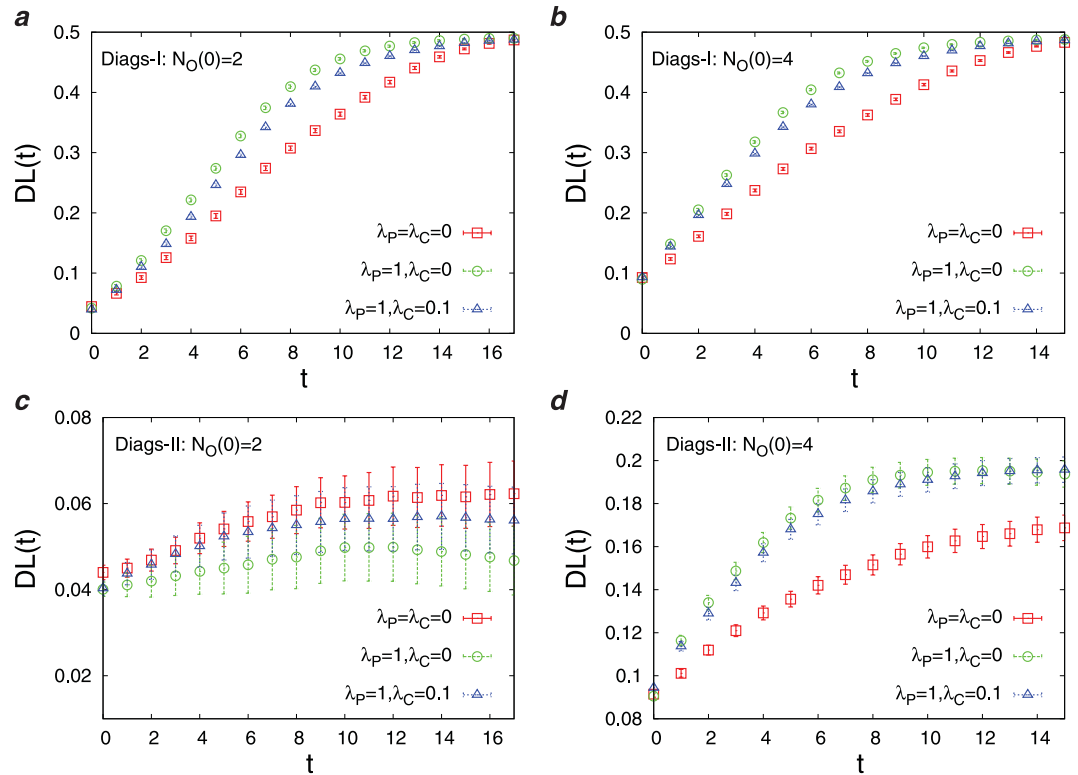 a
Diags-I: N_O(0)=2
DL(t)
0.5
0.4
0.3
0.2
0.1
0
λ_P=λ_C=0
λ_P=1,λ_C=0
λ_P=1,λ_C=0.1
0 2 4 6 8 10 12 14 16
t
b
Diags-I: N_O(0)=4
DL(t)
0.5
0.4
0.3
0.2
0.1
0
λ_P=λ_C=0
λ_P=1,λ_C=0
λ_P=1,λ_C=0.1
0 2 4 6 8 10 12 14
t
c
Diags-II: N_O(0)=2
DL(t)
0.08
0.06
0.04
0.02
λ_P=λ_C=0
λ_P=1,λ_C=0
λ_P=1,λ_C=0.1
0 2 4 6 8 10 12 14 16
t
d
Diags-II: N_O(0)=4
DL(t)
0.22
0.2
0.16
0.12
0.08
λ_P=λ_C=0
λ_P=1,λ_C=0
λ_P=1,λ_C=0.1
0 2 4 6 8 10 12 14
t